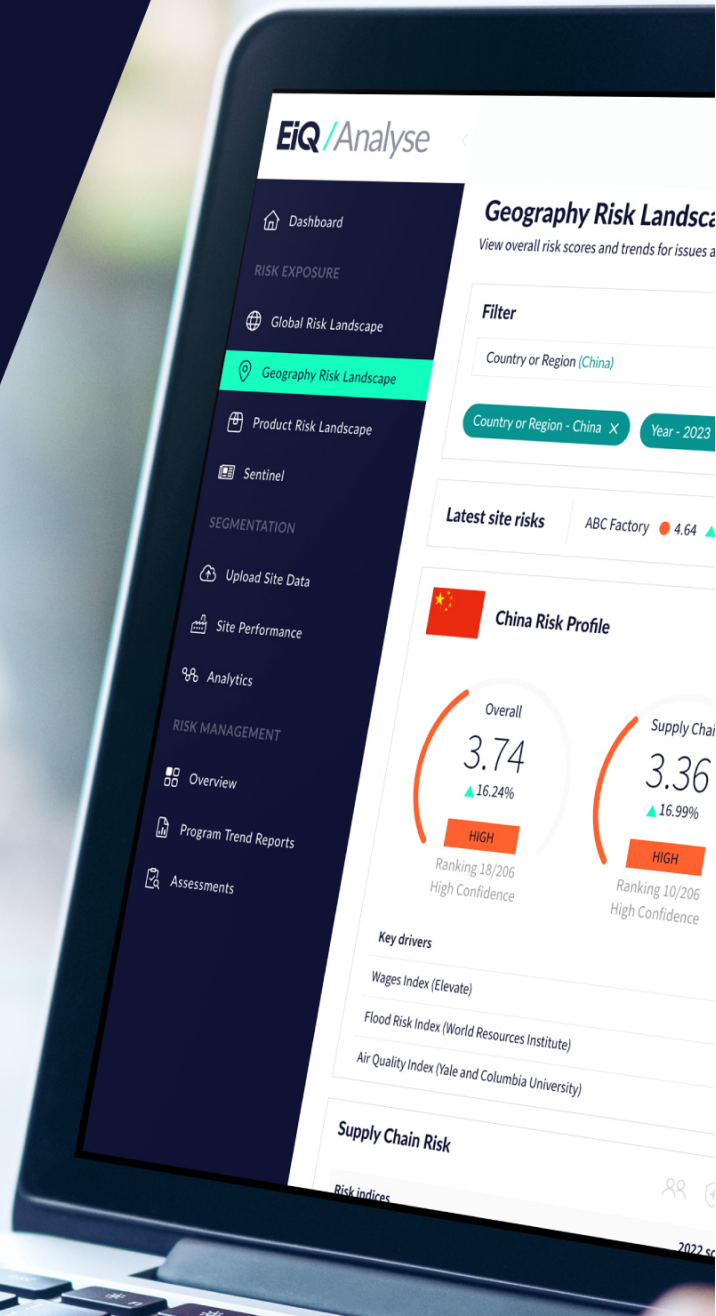 EiQ/Analyse
Dashboard
RISK EXPOSURE
Global Risk Landscape
Geography Risk Landscape
Product Risk Landscape
Sentinel
SEGMENTATION
Upload Site Data
Site Performance
Analytics
RISK MANAGEMENT
Overview
Program Trend Reports
Assessments
Geography Risk Landsca
View overall risk scores and trends for issues a
Filter
Country or Region (China)
Country or Region - China X Year - 2023
Latest site risks ABC Factory 4.64
China Risk Profile
Overall
3.74
16.24%
HIGH
Ranking 18/206
High Confidence
Supply Chai
3.36
16.99%
HIGH
Ranking 10/206
High Confidence
Key drivers
Wages Index (Elevate)
Flood Risk Index (World Resources Institute)
Air Quality Index (Yale and Columbia University)
Supply Chain Risk
Risk indices
2022 sc